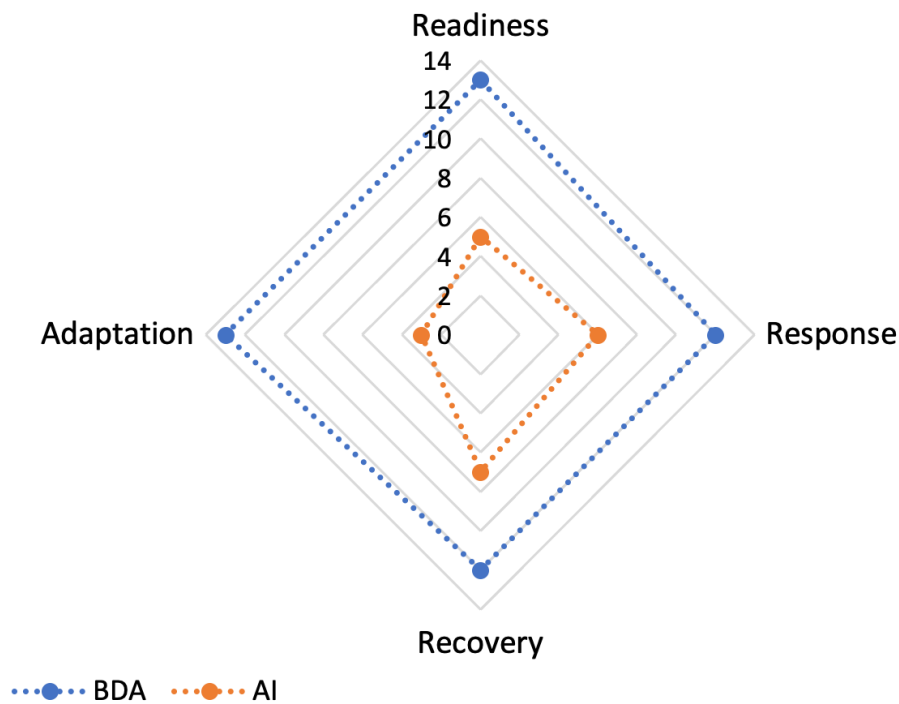 Readiness
14
12
10
8
6
4
2
0
Adaptation
Response
Recovery
BDA
AI